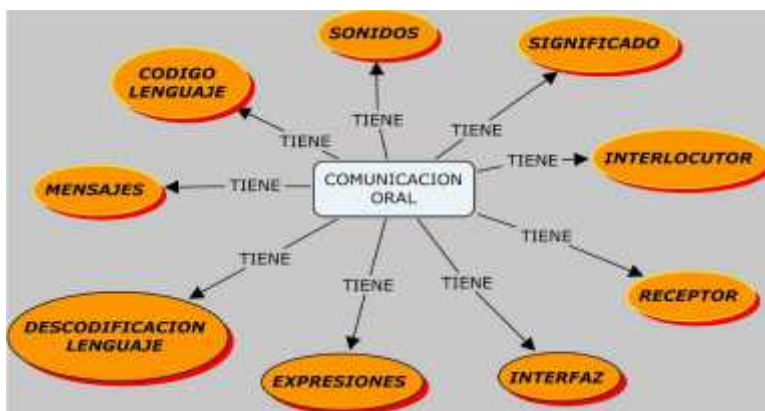 SONIDOS
SIGNIFICADO
CODIGO
LENGUAJE
TIENE
TIENE
TIENE
INTERLOCUTOR
TIENE
MENSAJES
TIENE
COMUNICACION
ORAL
TIENE
RECEPTOR
TIENE
TIENE
TIENE
DESCODIFICACION
LENGUAJE
EXPRESIONES
INTERFAZ